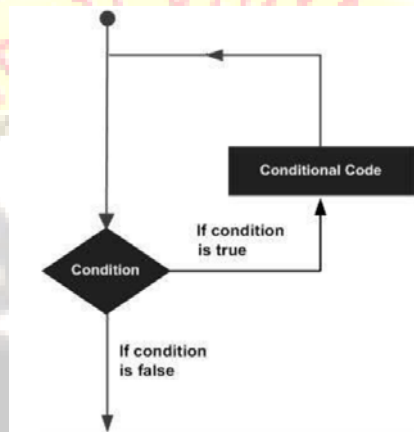 Conditional Code
If condition
is true
Condition
If condition
is false